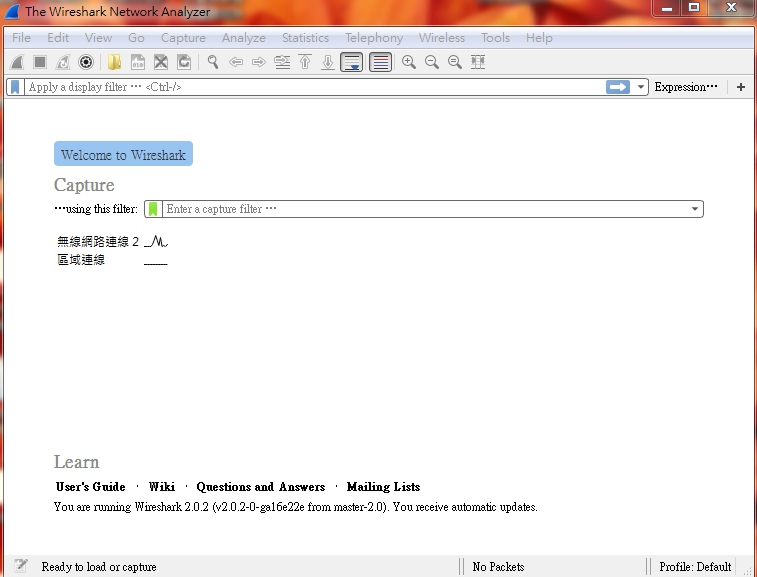 The Wireshark Network Analyzer
File Edit View Go Capture Analyze Statistics Telephony Wireless Tools Help
Apply a display filter ⋯ <Ctrl-/> Expression⋯ +
Welcome to Wireshark
Capture
⋯using this filter: Enter a capture filter ⋯
無線網路連線 2
區域連線
Learn
User's Guide · Wiki · Questions and Answers · Mailing Lists
You are running Wireshark 2.0.2 (v2.0.2-0-ga16e22e from master-2.0). You receive automatic updates.
Ready to load or capture No Packets Profile: Default